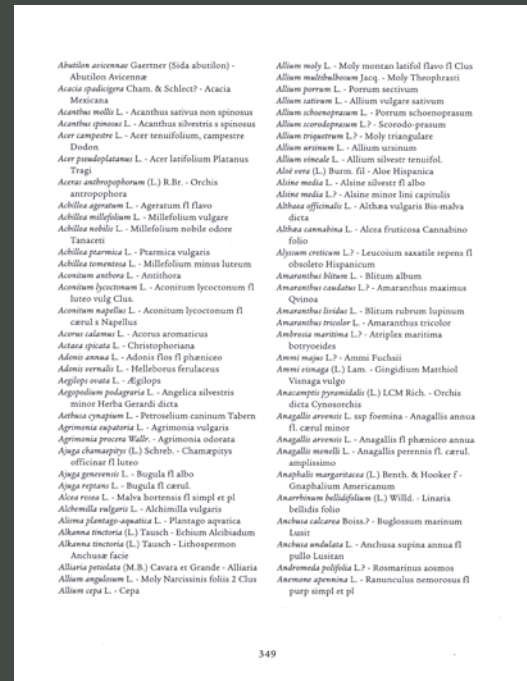 Abutilon avicennae Gaertner (Sida abutilon) -
Abutilon Avicennæ
Acacia spadicigera Cham. & Schlect? - Acacia
Mexicana
Acanthus mollis L. - Acanthus sativus non spinosus
Acanthus spinosus L. - Acanthus silvestris s spinosus
Acer campestre L. - Acer tenuifolium, campestre
Dodon
Acer pseudoplatanus L. - Acer latifolium Platanus
Tragi
Aceras anthropophorum (L.) R.Br. - Orchis
antropophora
Achillea ageratum L. - Ageratum fl flavo
Achillea millefolium L. - Millefolium vulgare
Achillea nobilis L. - Millefolium nobile odore
Tanaceti
Achillea ptarmica L. - Ptarmica vulgaris
Achillea tomentosa L. - Millefolium minus luteum
Aconitum anthora L. - Antithora
Aconitum lycoctonum L. - Aconitum lycoctonum fl
luteo vulg Clus.
Aconitum napellus L. - Aconitum lycoctonum fl
cærul s Napellus
Acorus calamus L. - Acorus aromaticus
Actaea spicata L. - Christophoriana
Adonis annua L. - Adonis flos fl phæniceo
Adonis vernalis L. - Helleborus ferulaceus
Aegilops ovata L. - Ægilops
Aegopodium podagraria L. - Angelica silvestris
minor Herba Gerardi dicta
Aethusa cynapium L. - Petroselium caninum Tabern
Agrimonia eupatoria L. - Agrimonia vulgaris
Agrimonia procera Wallr. - Agrimonia odorata
Ajuga chamaepitys (L.) Schreb. - Chamæpitys
officinar fl luteo
Ajuga genevensis L. - Bugula fl albo
Ajuga reptans L. - Bugula fl cærul.
Alcea rosea L. - Malva hortensis fl simpl et pl
Alchemilla vulgaris L. - Alchimilla vulgaris
Alisma plantago-aquatica L. - Plantago aqvatica
Alkanna tinctoria (L.) Tausch - Echium Alcibiadum
Alkanna tinctoria (L.) Tausch - Lithospermon
Anchusæ facie
Alliaria petiolata (M.B.) Cavara et Grande - Alliaria
Allium angulosum L. - Moly Narcissinis foliis 2 Clus
Allium cepa L. - Cepa
Allium moly L. - Moly montan latifol flavo fl Clus
Allium multibulbosum Jacq. - Moly Theophrasti
Allium porrum L. - Porrum sectivum
Allium sativum L. - Allium vulgare sativum
Allium schoenoprasum L. - Porrum schoenoprasum
Allium scorodoprasum L.? - Scorodo-prasum
Allium triquetrum L.? - Moly triangulare
Allium ursinum L. - Allium ursinum
Allium vineale L. - Allium silvestr tenuifol.
Aloë vera (L.) Burm. fil - Aloe Hispanica
Alsine media L. - Alsine silvestr fl albo
Alsine media L.? - Alsine minor lini capitulis
Althaea officinalis L. - Althæa vulgaris Bis-malva
dicta
Althæa cannabina L. - Alcea fruticosa Cannabino
folio
Alyssum creticum L.? - Leucoium saxatile repens fl
obsoleto Hispanicum
Amaranthus blitum L. - Blitum album
Amaranthus caudatus L.? - Amaranthus maximus
Qvinoa
Amaranthus lividus L. - Blitum rubrum lupinum
Amaranthus tricolor L. - Amaranthus tricolor
Ambrosia maritima L.? - Atriplex maritima
botryoeides
Ammi majus L.? - Ammi Fuchsii
Ammi visnaga (L.) Lam. - Gingidium Matthiol
Visnaga vulgo
Anacamptis pyramidalis (L.) LCM Rich. - Orchis
dicta Cynosorchis
Anagallis arvensis L. ssp foemina - Anagallis annua
fl. cærul minor
Anagallis arvensis L. - Anagallis fl phæniceo annua
Anagallis monelli L. - Anagallis perennis fl. cærul.
amplissimo
Anaphalis margaritacea (L.) Benth. & Hooker f -
Gnaphalium Americanum
Anarrhinum bellidifolium (L.) Willd. - Linaria
bellidis folio
Anchusa calcarea Boiss.? - Buglossum marinum
Lusit
Anchusa undulata L. - Anchusa supina annua fl
pullo Lusitan
Andromeda polifolia L.? - Rosmarinus aosmos
Anemone apennina L. - Ranunculus nemorosus fl
purp simpl et pl
349